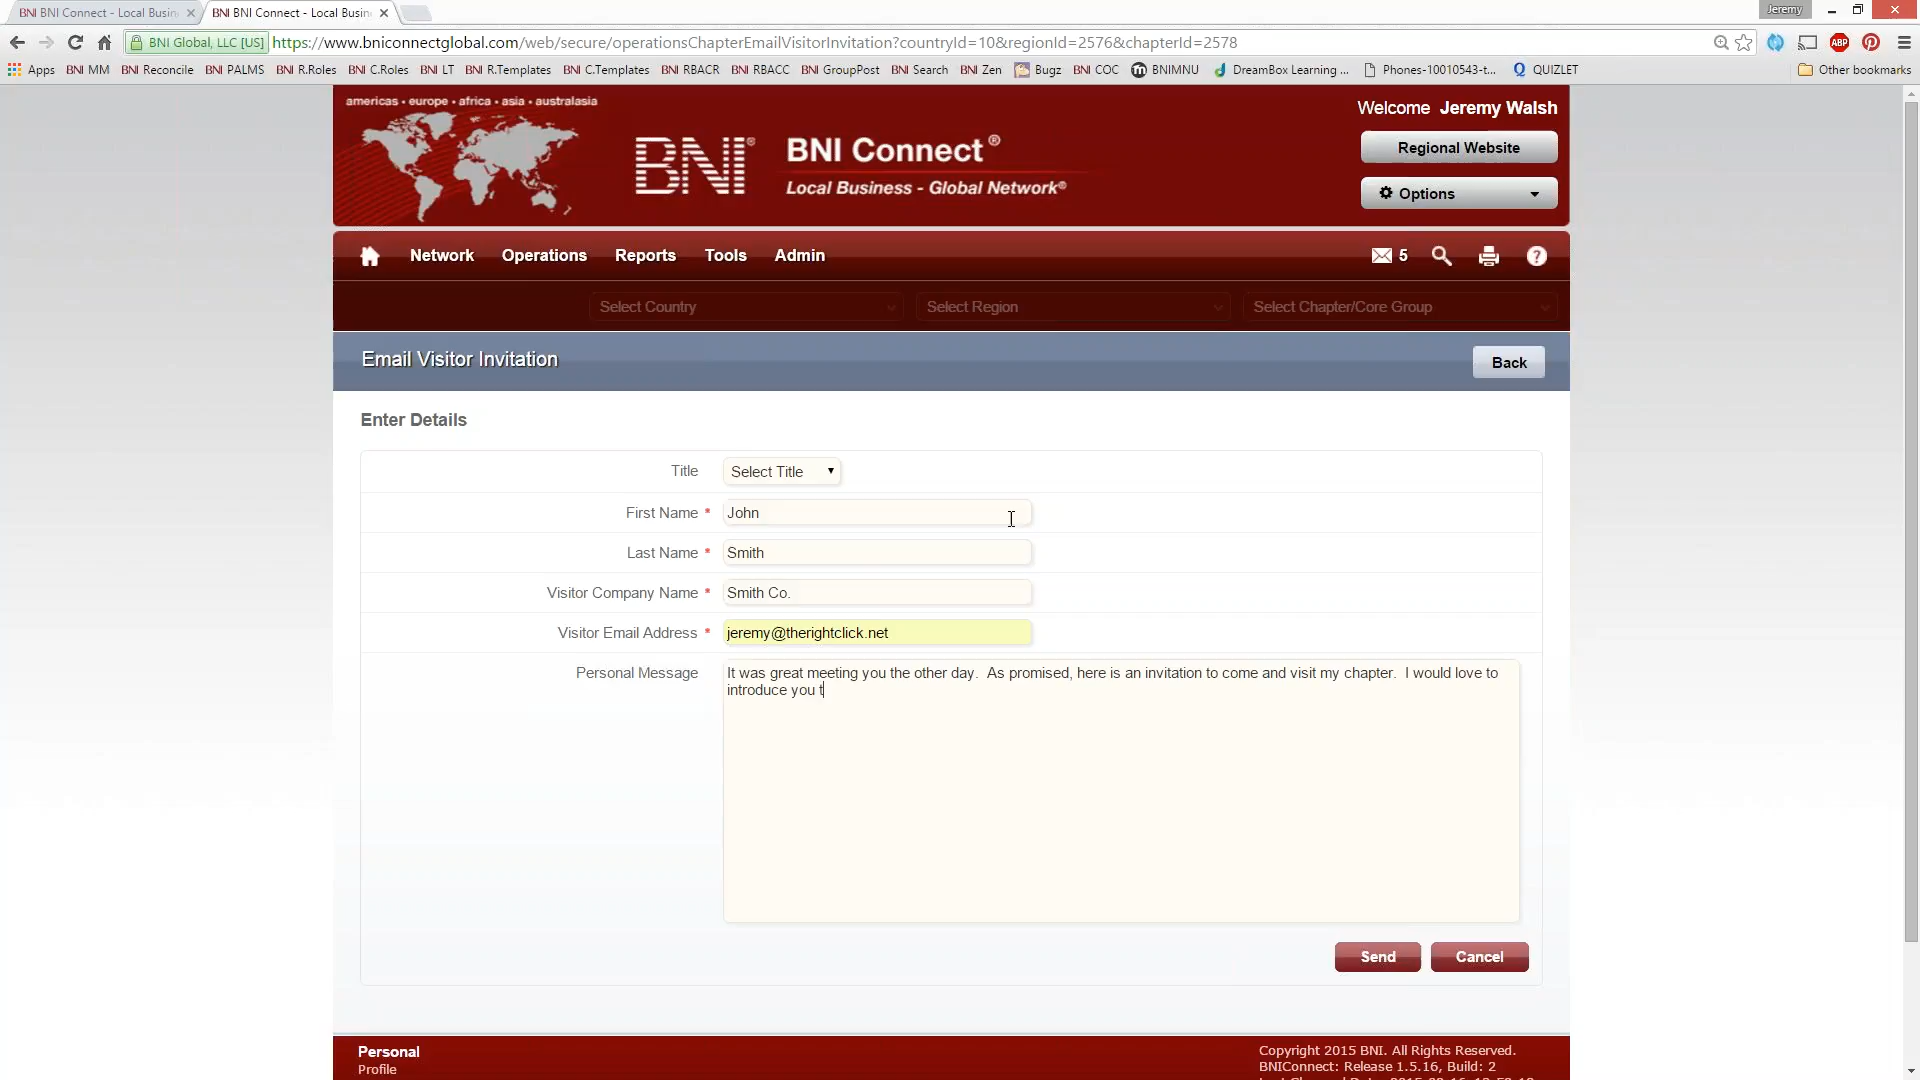 BNI BNI Connect - Local Busin
BNI BNI Connect - Local Busin
Jeremy
BNI Global, LLC [US]
https://www.bniconnectglobal.com/web/secure/operationsChapterEmailVisitorInvitation?countryId=10&regionId=2576&chapterId=2578
Apps BNI MM BNI Reconcile BNI PALMS BNI R.Roles BNI C.Roles BNI LT BNI R.Templates BNI C.Templates BNI RBACR BNI RBACC BNI GroupPost BNI Search BNI Zen Bugz BNI COC BNIMNU DreamBox Learning ... Phones-10010543-t... QUIZLET Other bookmarks
ABP
americas • europe • africa • asia • australasia
BNI®
BNI Connect®
Local Business - Global Network®
Welcome Jeremy Walsh
Regional Website
Options
Network Operations Reports Tools Admin 5
Select Country Select Region Select Chapter/Core Group
Email Visitor Invitation
Back
Enter Details
Title Select Title
First Name * John
Last Name * Smith
Visitor Company Name * Smith Co.
Visitor Email Address * jeremy@therightclick.net
Personal Message It was great meeting you the other day.  As promised, here is an invitation to come and visit my chapter.  I would love to
introduce you t
Send Cancel
Personal
Profile
Copyright 2015 BNI. All Rights Reserved.
BNIConnect: Release 1.5.16, Build: 2